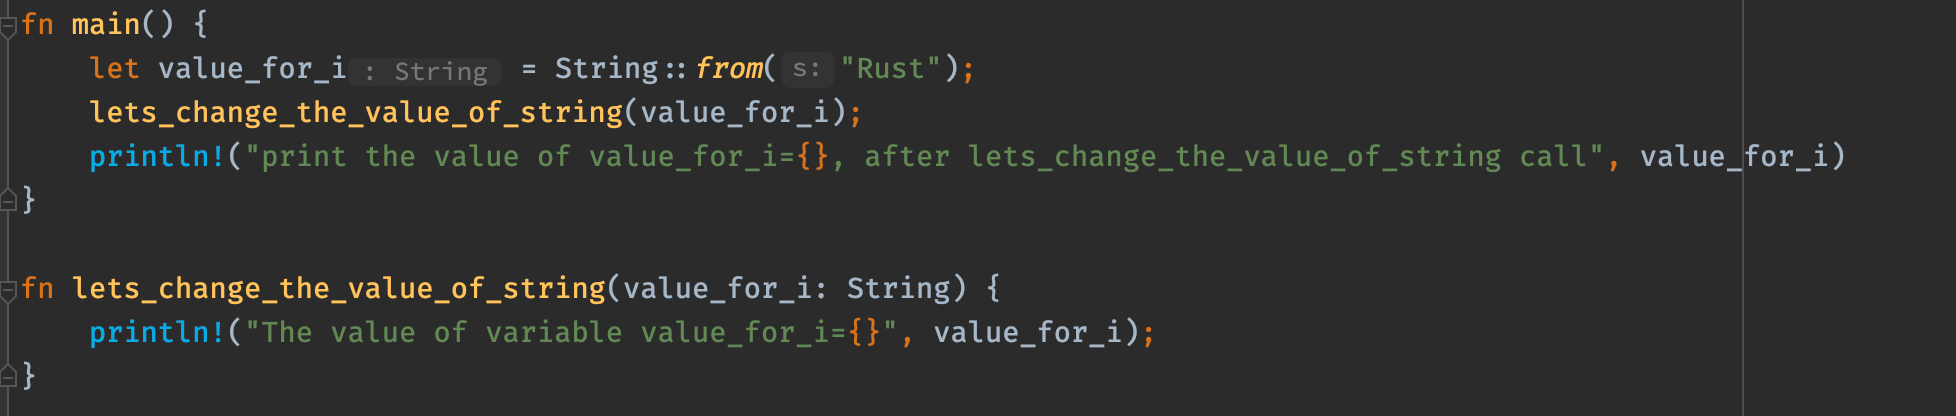 fn main() {
    let value_for_i: String = String::from( s: "Rust");
    lets_change_the_value_of_string(value_for_i);
    println!("print the value of value_for_i={}, after lets_change_the_value_of_string call", value_for_i)
}
fn lets_change_the_value_of_string(value_for_i: String) {
    println!("The value of variable value_for_i={}", value_for_i);
}